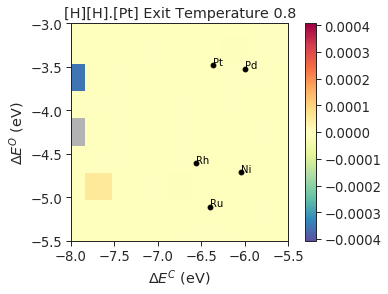 [H][H].[Pt] Exit Temperature 0.8
−3.0
−3.5
−4.0
−4.5
−5.0
−5.5
ΔE^O (eV)
Pt
Pd
Rh
Ni
Ru
−8.0 −7.5 −7.0 −6.5 −6.0 −5.5
ΔE^C (eV)
0.0004
0.0003
0.0002
0.0001
0.0000
−0.0001
−0.0002
−0.0003
−0.0004